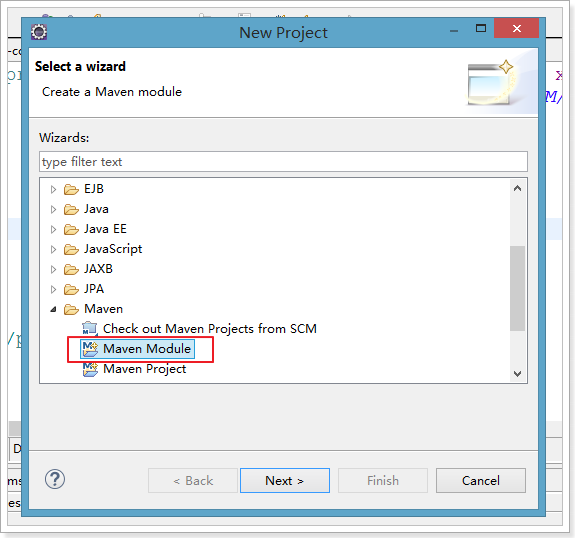 New Project
Select a wizard
Create a Maven module
Wizards:
type filter text
EJB
Java
Java EE
JavaScript
JAXB
JPA
Maven
Check out Maven Projects from SCM
Maven Module
Maven Project
< Back
Next >
Finish
Cancel